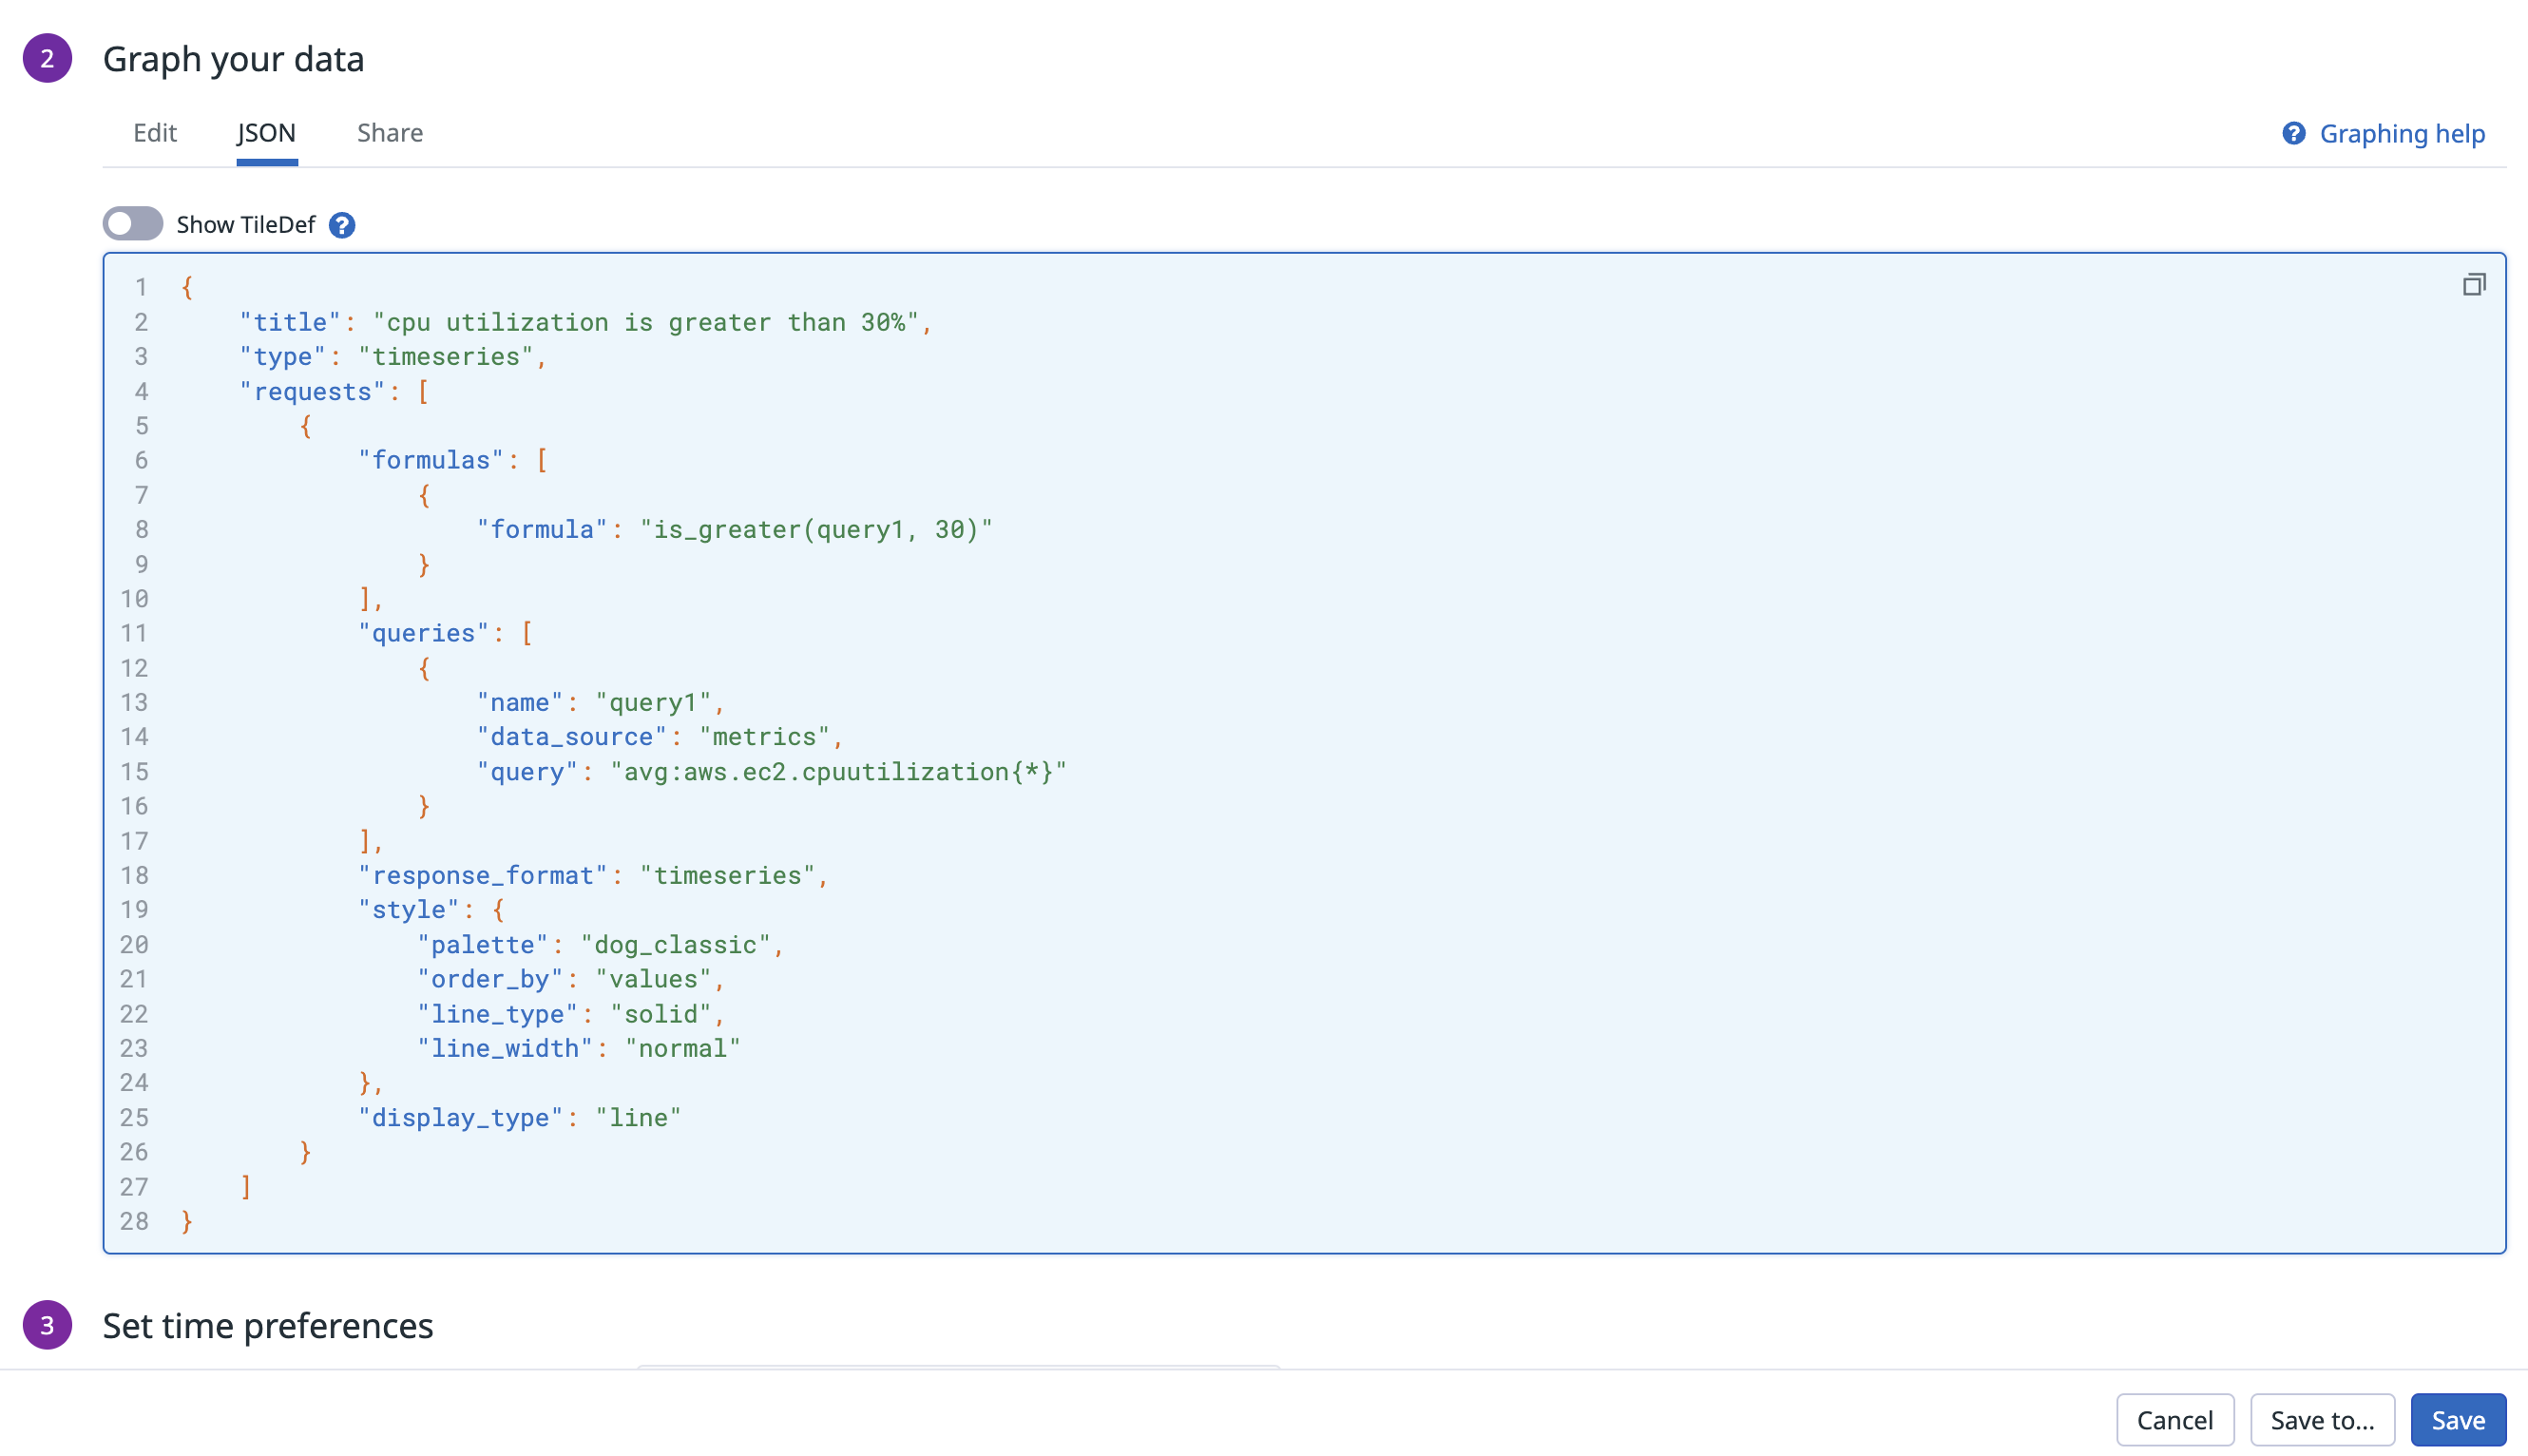 2 Graph your data
Edit JSON Share Graphing help
Show TileDef
1 {
2     "title": "cpu utilization is greater than 30%",
3     "type": "timeseries",
4     "requests": [
5         {
6             "formulas": [
7                 {
8                     "formula": "is_greater(query1, 30)"
9                 }
10             ],
11             "queries": [
12                 {
13                     "name": "query1",
14                     "data_source": "metrics",
15                     "query": "avg:aws.ec2.cpuutilization{*}"
16                 }
17             ],
18             "response_format": "timeseries",
19             "style": {
20                 "palette": "dog_classic",
21                 "order_by": "values",
22                 "line_type": "solid",
23                 "line_width": "normal"
24             },
25             "display_type": "line"
26         }
27     ]
28 }
3 Set time preferences
Cancel Save to... Save